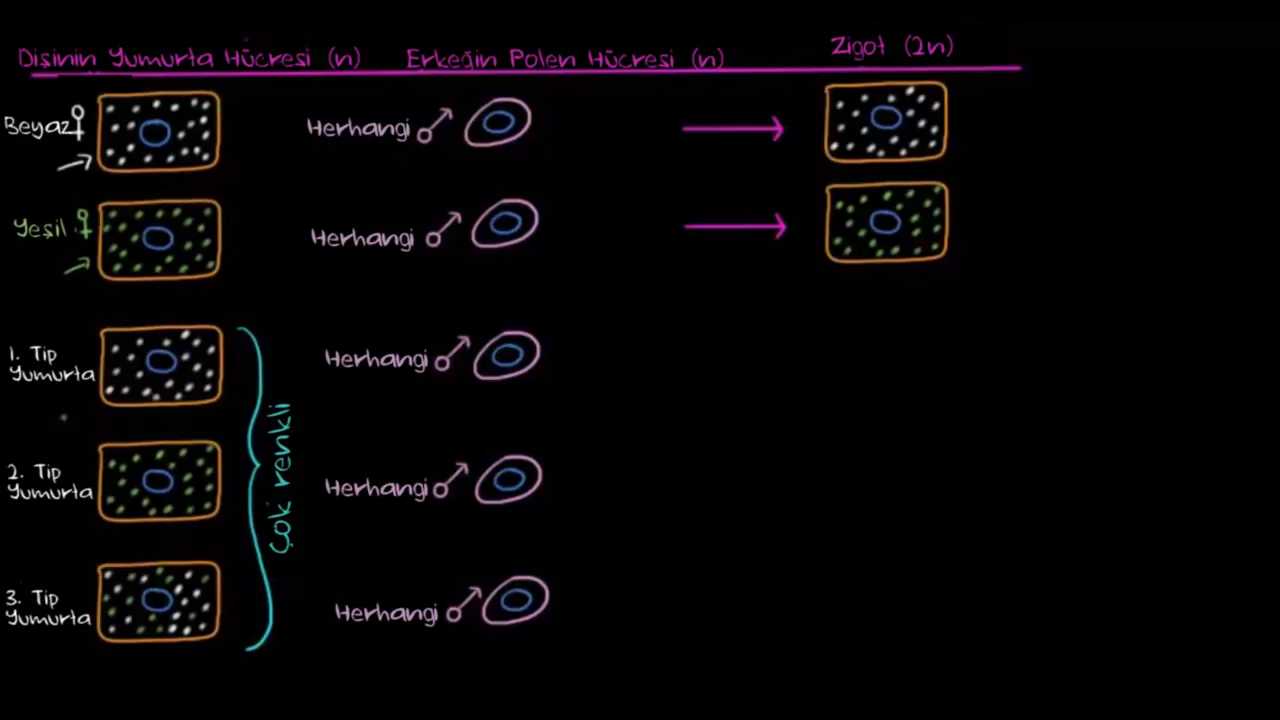 Dişinin Yumurta Hücresi (n) Erkeğin Polen Hücresi (n) Zigot (2n)
Beyaz Herhangi
Yeşil Herhangi
1. Tip
Yumurta
Herhangi
2. Tip
Yumurta
Herhangi
3. Tip
Yumurta
Herhangi
Çok renkli